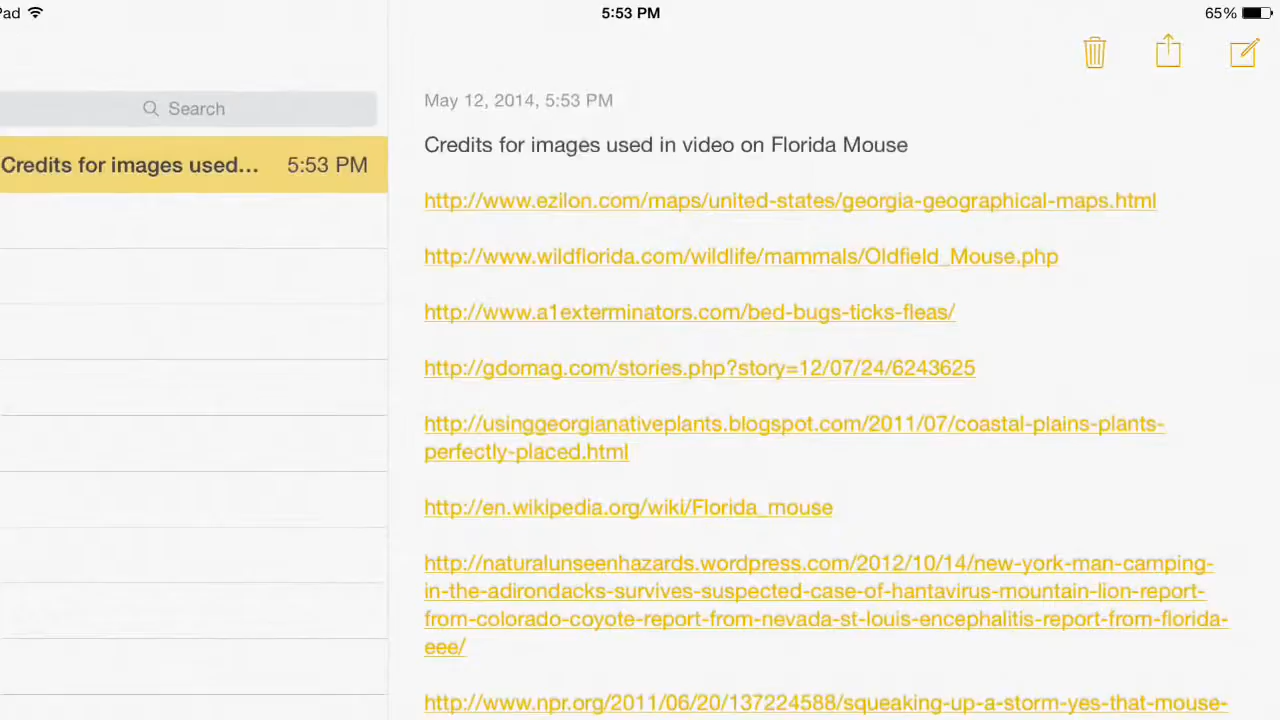 Pad
5:53 PM
65%
Search
Credits for images used... 5:53 PM
May 12, 2014, 5:53 PM
Credits for images used in video on Florida Mouse
http://www.ezilon.com/maps/united-states/georgia-geographical-maps.html
http://www.wildflorida.com/wildlife/mammals/Oldfield_Mouse.php
http://www.a1exterminators.com/bed-bugs-ticks-fleas/
http://gdomag.com/stories.php?story=12/07/24/6243625
http://usinggeorgianativeplants.blogspot.com/2011/07/coastal-plains-plants-
perfectly-placed.html
http://en.wikipedia.org/wiki/Florida_mouse
http://naturalunseenhazards.wordpress.com/2012/10/14/new-york-man-camping-
in-the-adirondacks-survives-suspected-case-of-hantavirus-mountain-lion-report-
from-colorado-coyote-report-from-nevada-st-louis-encephalitis-report-from-florida-
eee/
http://www.npr.org/2011/06/20/137224588/squeaking-up-a-storm-yes-that-mouse-